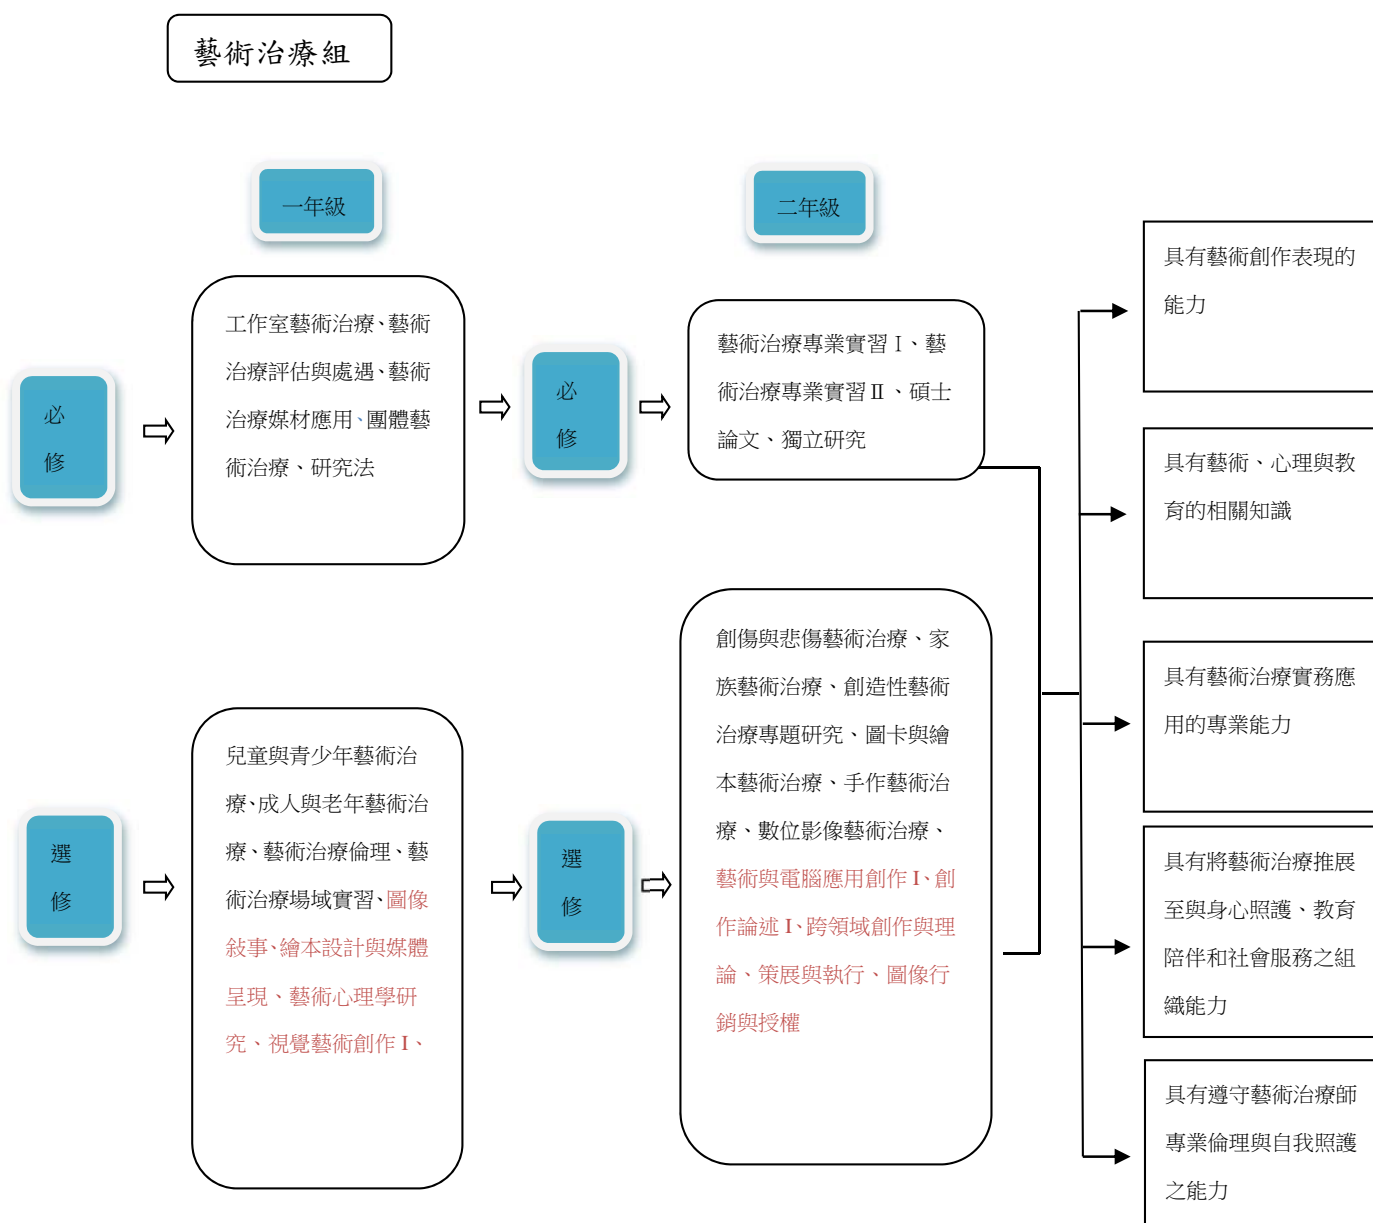 藝術治療組
一年級
二年級
必
修
工作室藝術治療、藝術
治療評估與處遇、藝術
治療媒材應用、團體藝
術治療、研究法
必
修
藝術治療專業實習 I、藝
術治療專業實習Ⅱ、碩士
論文、獨立研究
選
修
兒童與青少年藝術治
療、成人與老年藝術治
療、藝術治療倫理、藝
術治療場域實習、圖像
敍事、繪本設計與媒體
呈現、藝術心理學研
究、視覺藝術創作 I、
選
修
創傷與悲傷藝術治療、家
族藝術治療、創造性藝術
治療專題研究、圖卡與繪
本藝術治療、手作藝術治
療、數位影像藝術治療、
藝術與電腦應用創作 I、創
作論述 I、跨領域創作與理
論、策展與執行、圖像行
銷與授權
具有藝術創作表現的
能力
具有藝術、心理與教
育的相關知識
具有藝術治療實務應
用的專業能力
具有將藝術治療推展
至與身心照護、教育
陪伴和社會服務之組
織能力
具有遵守藝術治療師
專業倫理與自我照護
之能力